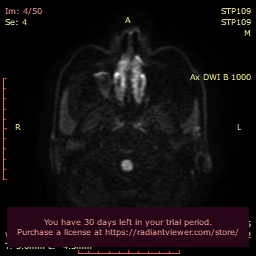 Im: 4/50
Se: 4
A
STP109
STP109
M
Ax DWI B 1000
R
L
You have 30 days left in your trial period.
Purchase a license at https://radiantviewer.com/store/